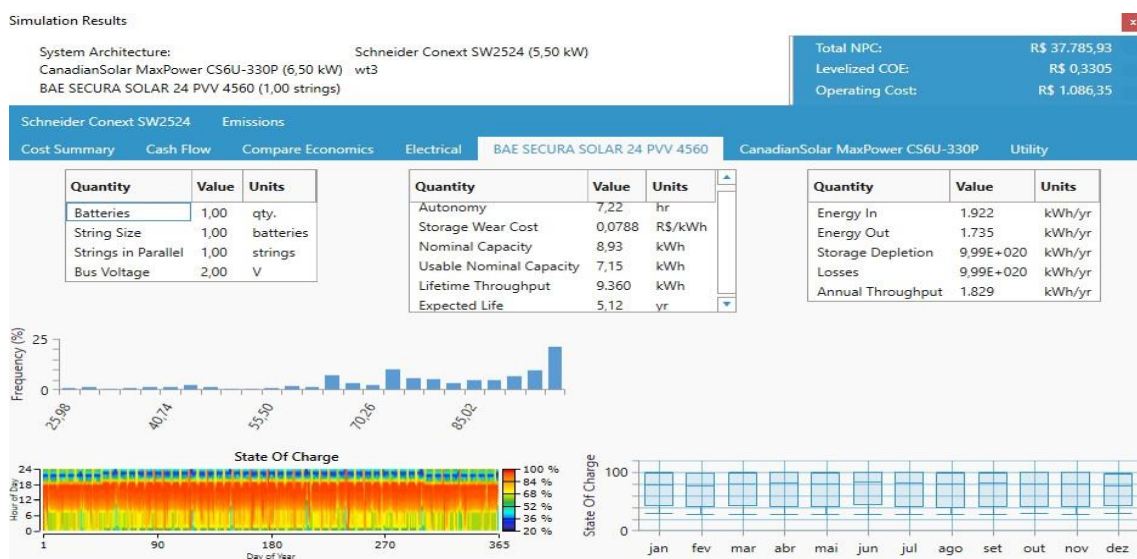 Simulation Results
x
System Architecture: Schneider Conext SW2524 (5,50 kW)
CanadianSolar MaxPower CS6U-330P (6,50 kW) wt3
BAE SECURA SOLAR 24 PVV 4560 (1,00 strings)
Total NPC: R$ 37.785,93
Levelized COE: R$ 0,3305
Operating Cost: R$ 1.086,35
Schneider Conext SW2524 Emissions
Cost Summary Cash Flow Compare Economics Electrical BAE SECURA SOLAR 24 PVV 4560 CanadianSolar MaxPower CS6U-330P Utility
Quantity Value Units
Batteries 1,00 qty.
String Size 1,00 batteries
Strings in Parallel 1,00 strings
Bus Voltage 2,00 V
Quantity Value Units
Autonomy 7,22 hr
Storage Wear Cost 0,0788 R$/kWh
Nominal Capacity 8,93 kWh
Usable Nominal Capacity 7,15 kWh
Lifetime Throughput 9.360 kWh
Expected Life 5,12 yr
Quantity Value Units
Energy In 1.922 kWh/yr
Energy Out 1.735 kWh/yr
Storage Depletion 9,99E+020 kWh/yr
Losses 9,99E+020 kWh/yr
Annual Throughput 1.829 kWh/yr
Frequency (%)
25
0
25,98 40,74 55,50 70,26 85,02
State Of Charge
Hour of Day
24
18
12
6
0
1 90 180 270 365
Day of Year
100 %
84 %
68 %
52 %
36 %
20 %
State Of Charge
100
0
jan fev mar abr mai jun jul ago set out nov dez